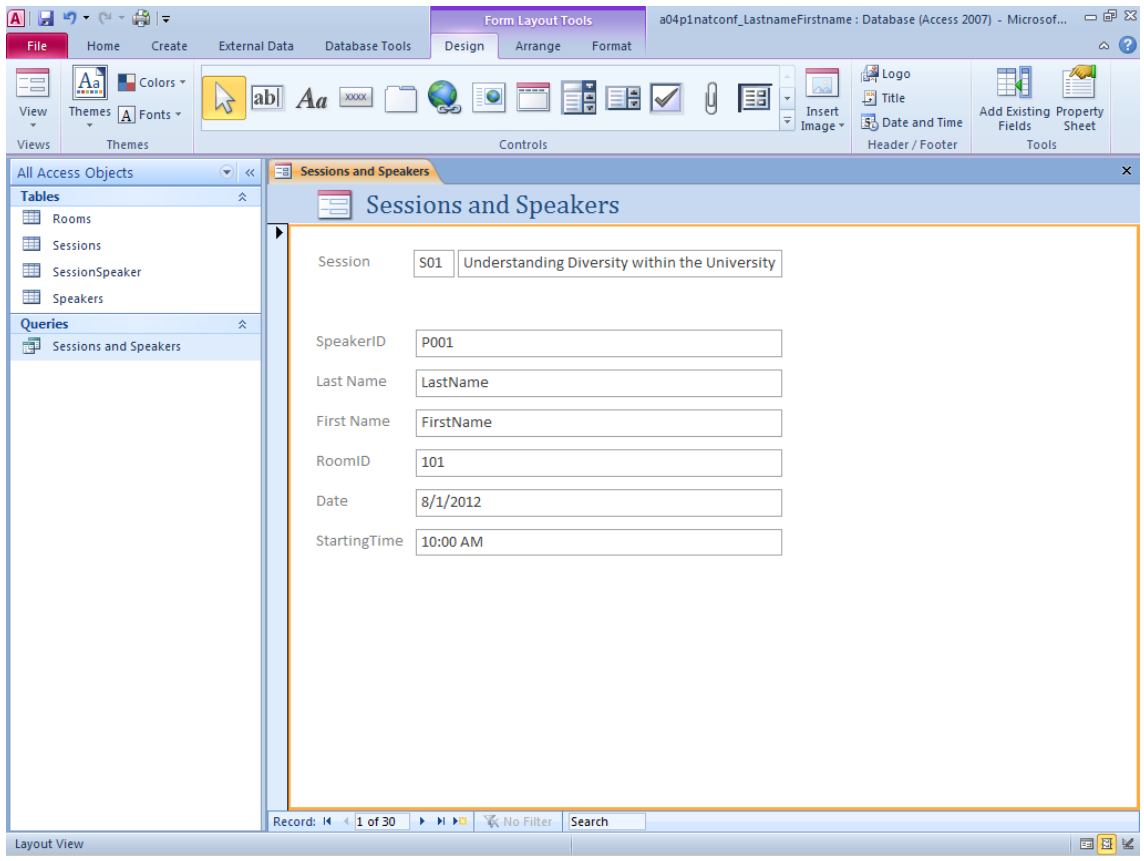 A
Form Layout Tools
a04p1natconf_LastnameFirstname : Database (Access 2007) - Microsof...
File Home Create External Data Database Tools Design Arrange Format
View
Views
Aa
Themes
Colors
A Fonts
Themes
ab|
Aa
xxxx
Controls
Insert
Image
Logo
Title
Date and Time
Header / Footer
Add Existing
Fields
Property
Sheet
Tools
All Access Objects
Tables
Rooms
Sessions
SessionSpeaker
Speakers
Queries
Sessions and Speakers
Sessions and Speakers
Sessions and Speakers
Session S01 Understanding Diversity within the University
SpeakerID P001
Last Name LastName
First Name FirstName
RoomID 101
Date 8/1/2012
StartingTime 10:00 AM
Record: 1 of 30 No Filter Search
Layout View